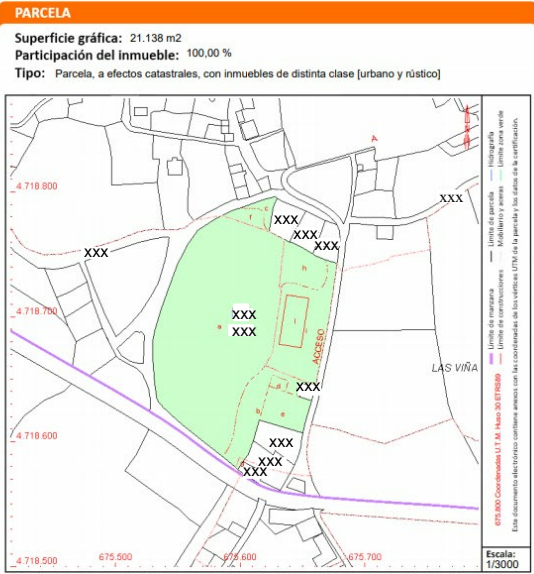 PARCELA
Superficie gráfica: 21.138 m2
Participación del inmueble: 100,00 %
Tipo: Parcela, a efectos catastrales, con inmuebles de distinta clase [urbano y rústico]
A
4.718.800
XXX
c
f
XXX
XXX
XXX
XXX
h
4.718.700
XXX
a
XXX
i
ACCESO
LAS VIÑA
d
XXX
b
e
4.718.600
XXX
XXX
XXX
4.718.500
675.500
675.600
675.700
Límite de manzana
Límite de parcela
Hidrografía
Límite de construcciones
Mobiliario y aceras
Límite zona verde
675.800 Coordenadas U.T.M. Huso 30 ETRS89
Este documento electrónico contiene anexos con las coordenadas de los vértices UTM de la parcela y los datos de la certificación.
Escala:
1/3000